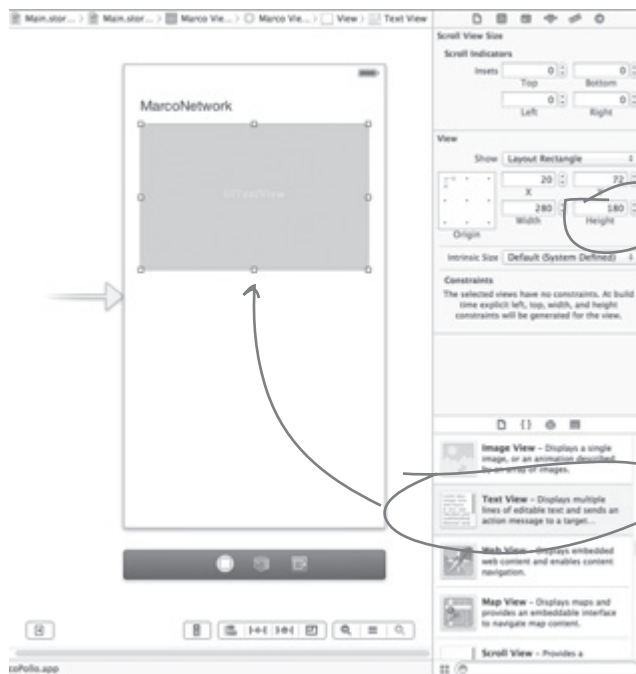 Main.stor...
Main.stor...
Marco Vie...
Marco Vie...
View
Text View
Scroll View Size
Scroll Indicators
Insets
0
0
Top
Bottom
0
0
Left
Right
View
Show
Layout Rectangle
20
72
X
280
180
Width
Height
Origin
Intrinsic Size
Default (System Defined)
Constraints
The selected views have no constraints. At build
time explicit left, top, width, and height
constraints will be generated for the view.
MarcoNetwork
UITextView
Image View – Displays a single
image, or an animation described
by an array of images.
Text View – Displays multiple
lines of editable text and sends an
action message to a target...
Web View – Displays embedded
web content and enables content
navigation.
Map View – Displays maps and
provides an embeddable interface
to navigate map content.
Scroll View – Provides a
coPollo.app